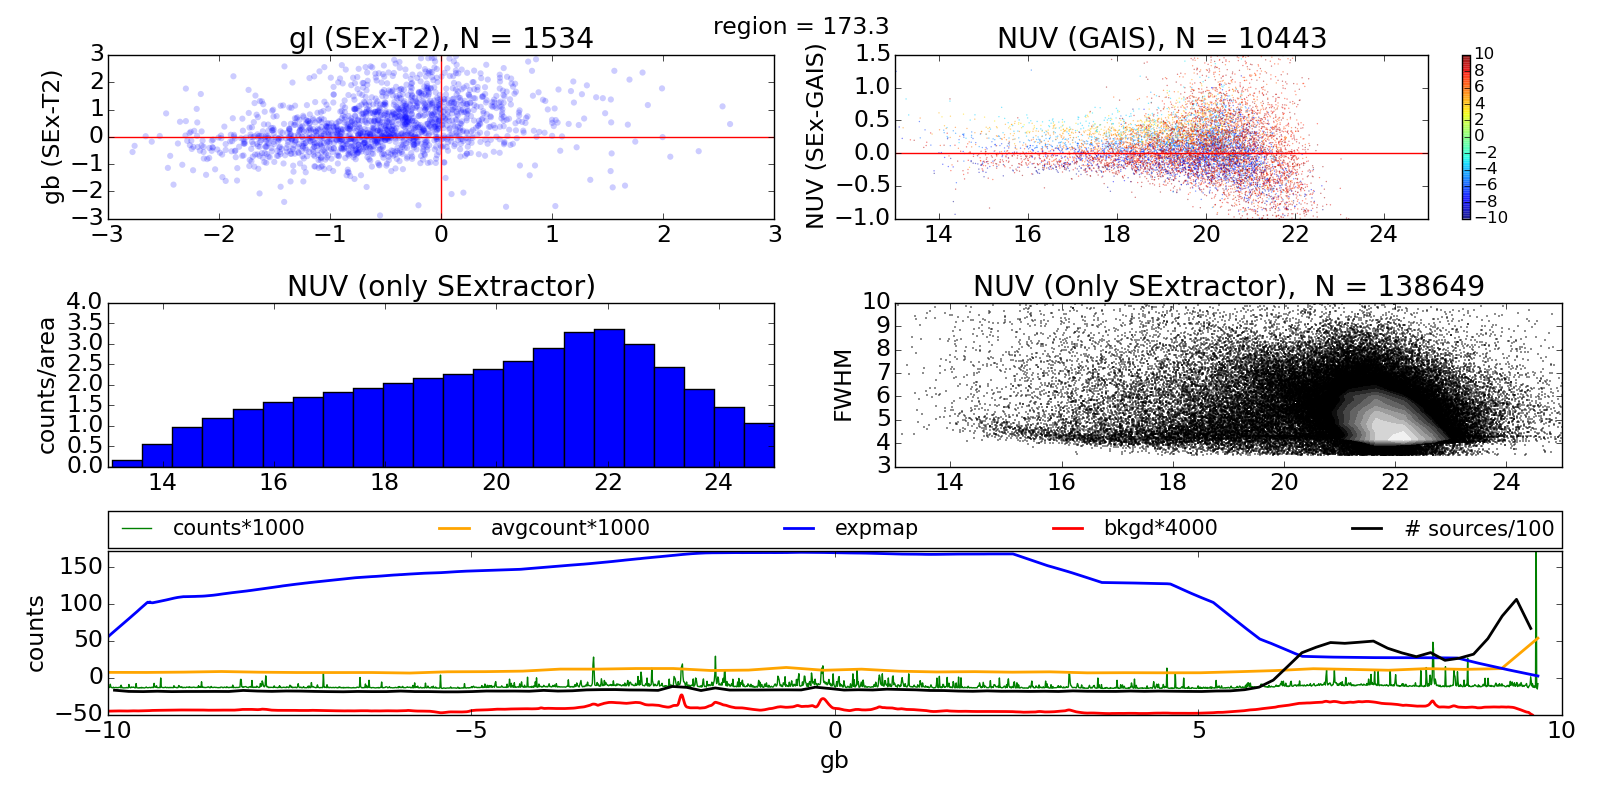 region = 173.3
gl (SEx-T2), N = 1534
NUV (GAIS), N = 10443
gb (SEx-T2)
3
2
1
0
−1
−2
−3
−3 −2 −1 0 1 2 3
NUV (SEx-GAIS)
1.5
1.0
0.5
0.0
−0.5
−1.0
14 16 18 20 22 24
10
8
6
4
2
0
−2
−4
−6
−8
−10
NUV (only SExtractor)
counts/area
4.0
3.5
3.0
2.5
2.0
1.5
1.0
0.5
0.0
14 16 18 20 22 24
NUV (Only SExtractor), N = 138649
FWHM
10
9
8
7
6
5
4
3
14 16 18 20 22 24
counts*1000 avgcount*1000 expmap bkgd*4000 # sources/100
counts
150
100
50
0
−50
−10 −5 0 5 10
gb